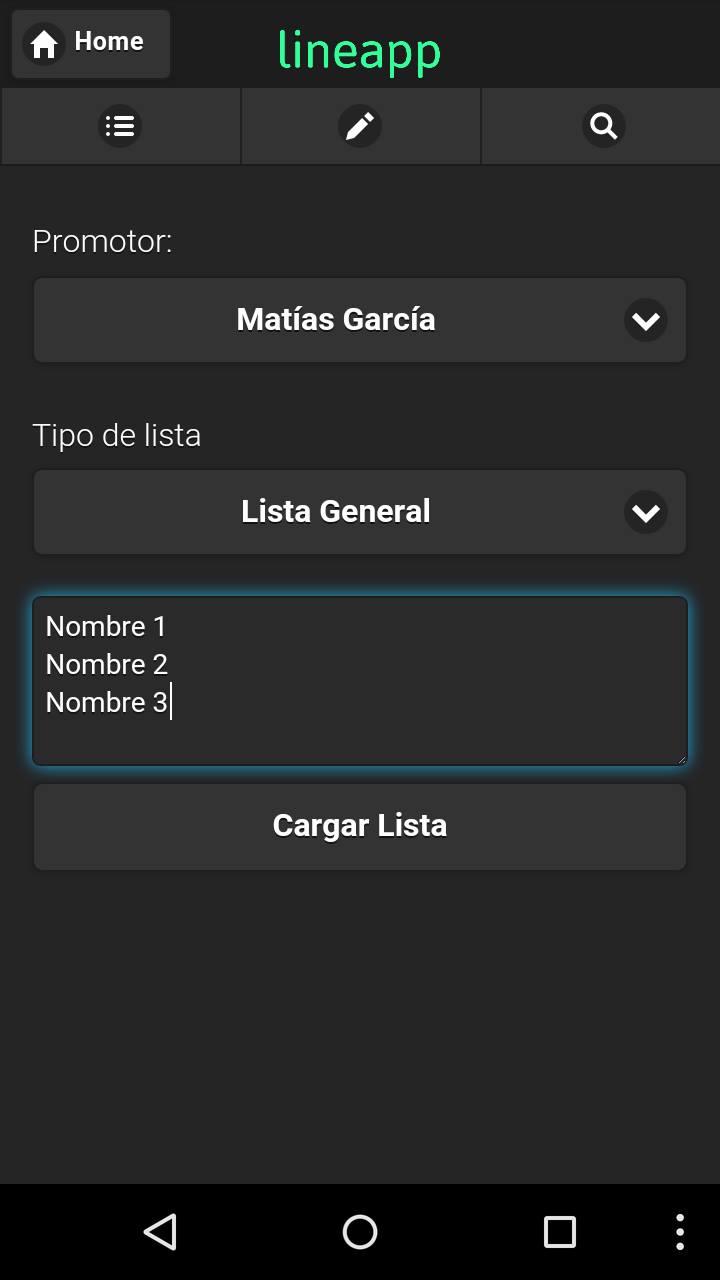 Home
lineapp
Promotor:
Matías García
Tipo de lista
Lista General
Nombre 1
Nombre 2
Nombre 3
Cargar Lista